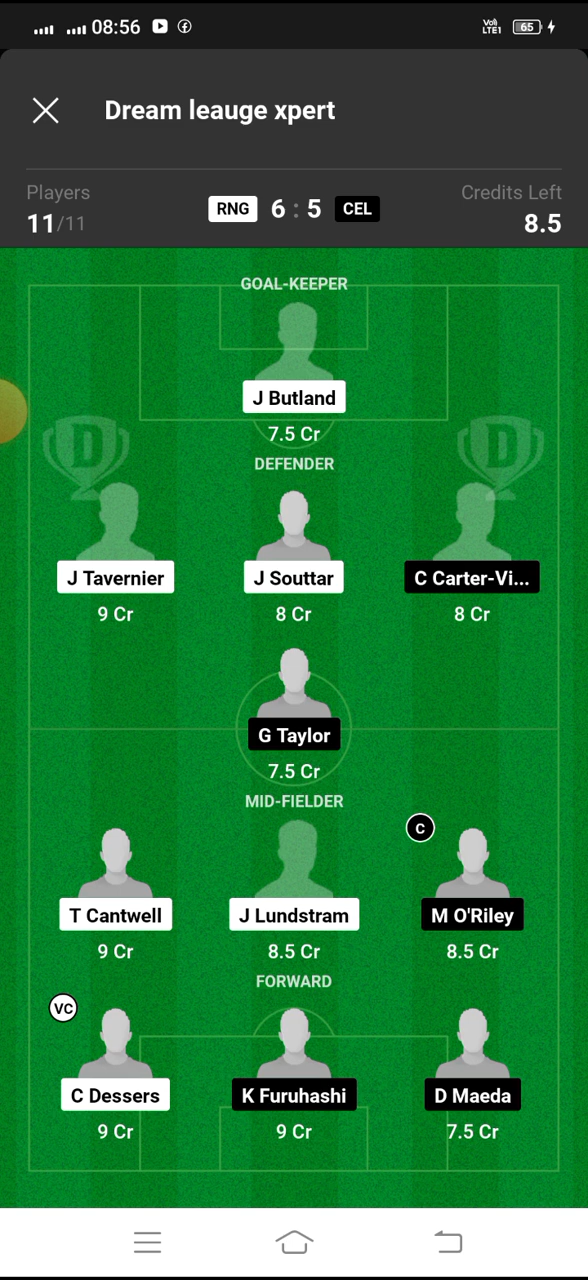 08:56
Voil LTE1
65
Dream leauge xpert
Players
11/11
RNG 6 : 5 CEL
Credits Left
8.5
GOAL-KEEPER
J Butland
7.5 Cr
D D
DEFENDER
J Tavernier J Souttar C Carter-Vi...
9 Cr 8 Cr 8 Cr
G Taylor
7.5 Cr
MID-FIELDER
C
T Cantwell J Lundstram M O'Riley
9 Cr 8.5 Cr 8.5 Cr
FORWARD
VC
C Dessers K Furuhashi D Maeda
9 Cr 9 Cr 7.5 Cr